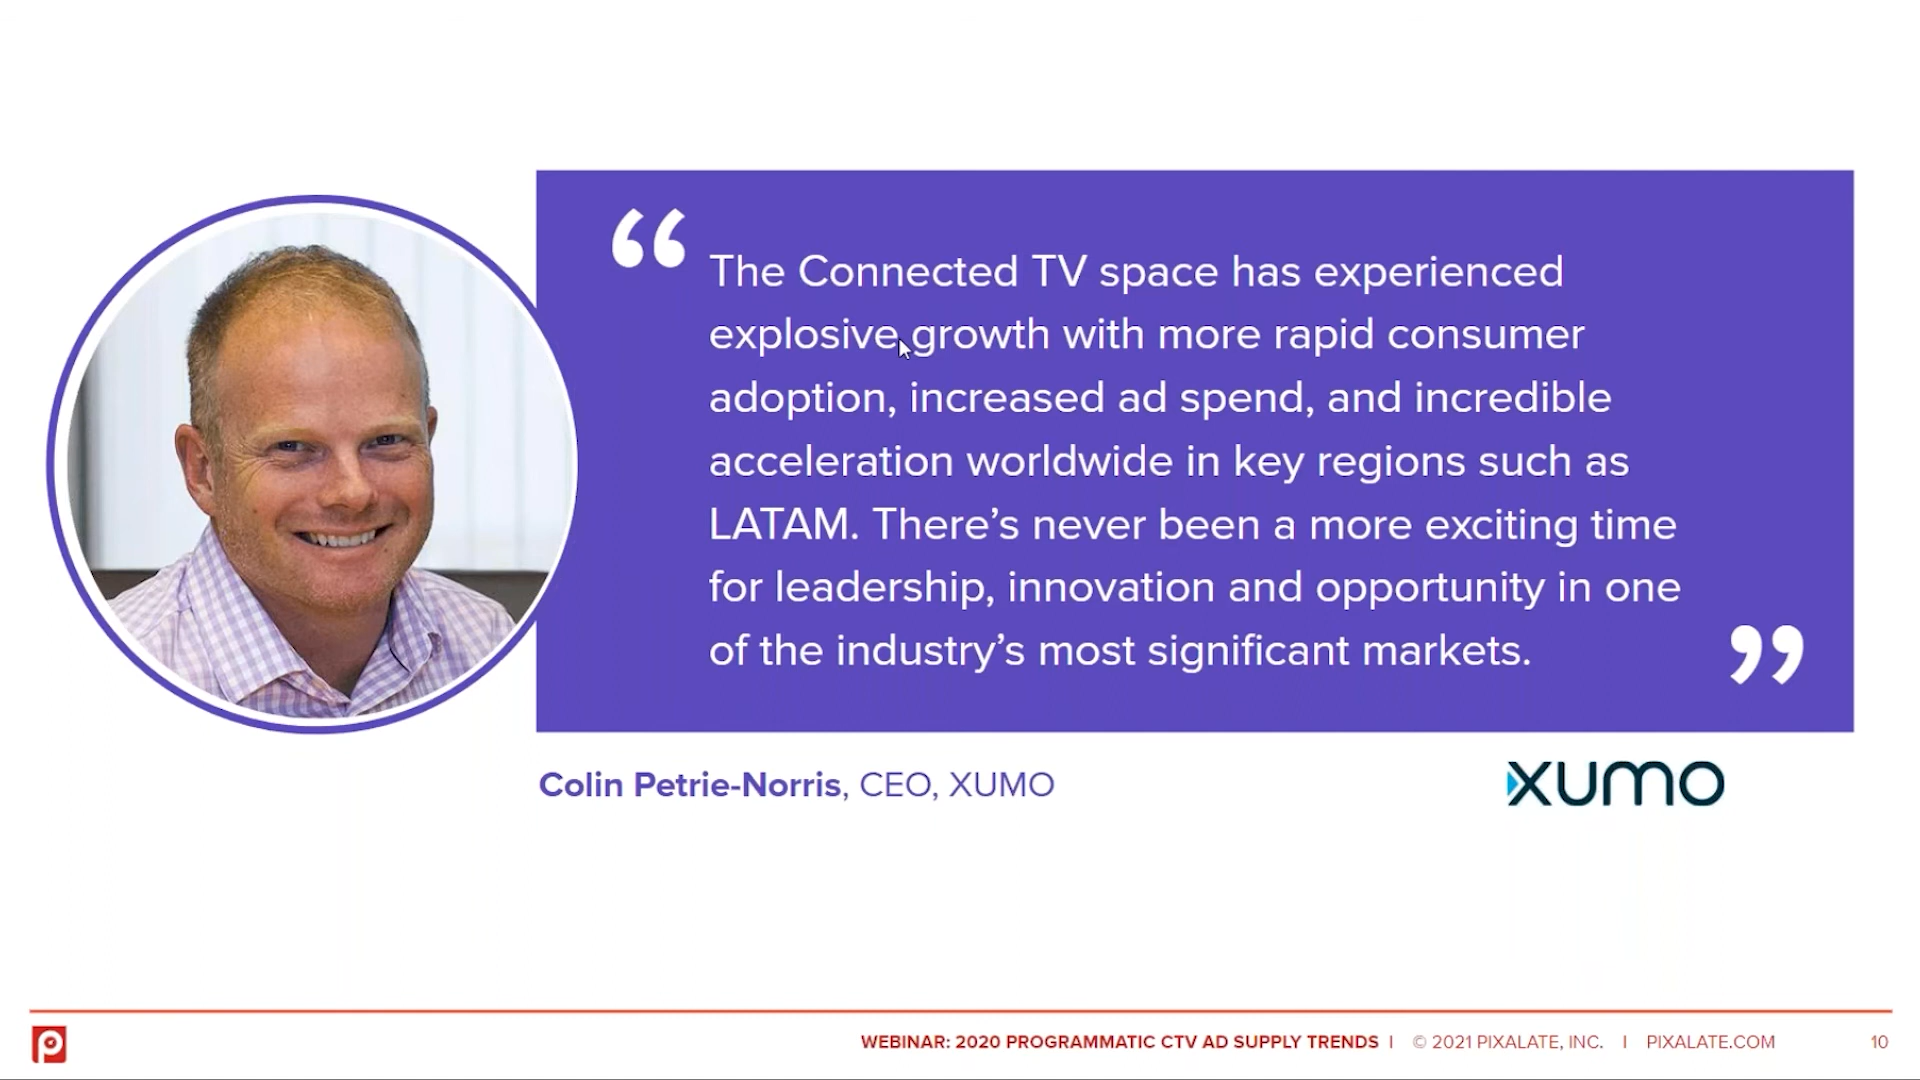 “
The Connected TV space has experienced
explosive growth with more rapid consumer
adoption, increased ad spend, and incredible
acceleration worldwide in key regions such as
LATAM. There’s never been a more exciting time
for leadership, innovation and opportunity in one
of the industry’s most significant markets.
”
Colin Petrie-Norris, CEO, XUMO
xumo
WEBINAR: 2020 PROGRAMMATIC CTV AD SUPPLY TRENDS I © 2021 PIXALATE, INC. I PIXALATE.COM 10